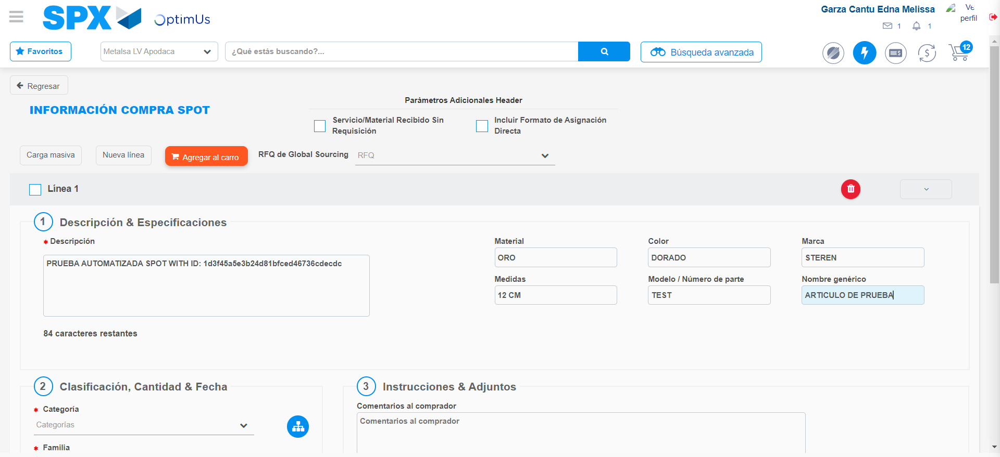 SPX OptimUs
Garza Cantu Edna Melissa
Ve
perfil
1 1
Favoritos
Metalsa LV Apodaca
¿Qué estás buscando?...
Búsqueda avanzada
12
Regresar
INFORMACIÓN COMPRA SPOT
Parámetros Adicionales Header
Servicio/Material Recibido Sin
Requisición
Incluir Formato de Asignación
Directa
Carga masiva
Nueva línea
Agregar al carro
RFQ de Global Sourcing
RFQ
Línea 1
1 Descripción & Especificaciones
* Descripción
PRUEBA AUTOMATIZADA SPOT WITH ID: 1d3f45a5e3b24d81bfced46736cdecdc
84 caracteres restantes
Material
ORO
Color
DORADO
Marca
STEREN
Medidas
12 CM
Modelo / Número de parte
TEST
Nombre genérico
ARTICULO DE PRUEBA
2 Clasificación, Cantidad & Fecha
* Categoría
Categorías
* Familia
3 Instrucciones & Adjuntos
Comentarios al comprador
Comentarios al comprador